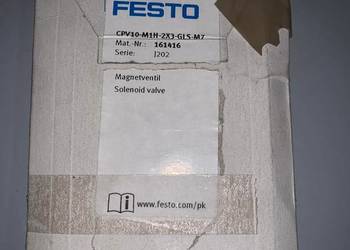 FESTO
CPV10-M1H-2X3-GLS-M7
Mat.-Nr.: 161416
Serie: J202
Magnetventil
Solenoid valve
www.festo.com/pk